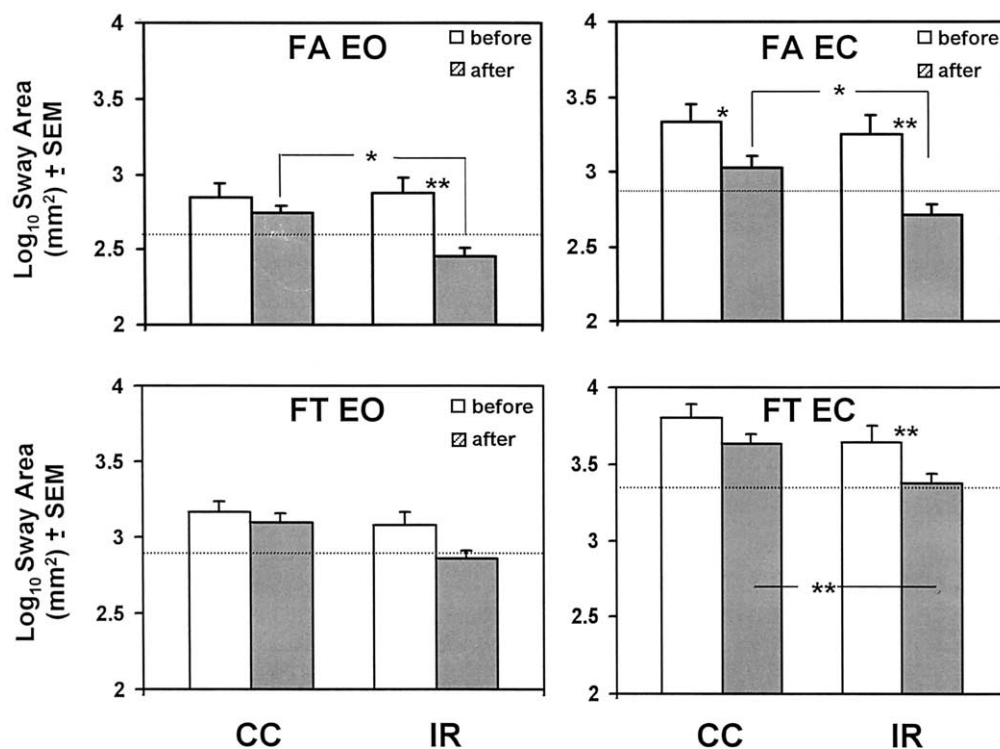 FA EO
before
after
4
3.5
3
2.5
2
Log₁₀ Sway Area
(mm²) ± SEM
*
**
FA EC
before
after
4
3.5
3
2.5
2
*
*
**
FT EO
before
after
4
3.5
3
2.5
2
Log₁₀ Sway Area
(mm²) ± SEM
CC
IR
FT EC
4
3.5
3
2.5
2
**
**
CC
IR